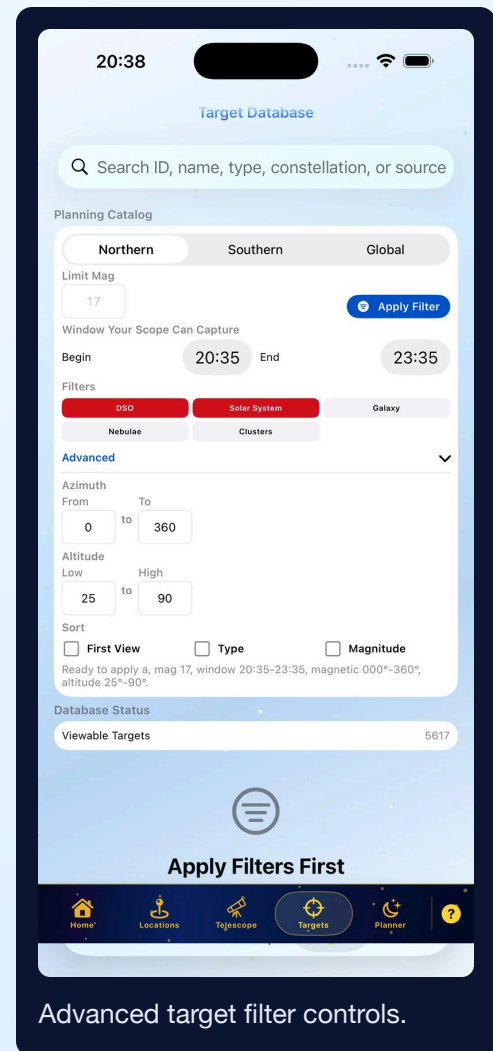 20:38
Target Database
Search ID, name, type, constellation, or source
Planning Catalog
Northern Southern Global
Limit Mag
17
Apply Filter
Window Your Scope Can Capture
Begin 20:35 End 23:35
Filters
DSO Solar System Galaxy
Nebulae Clusters
Advanced
Azimuth
From To
0 to 360
Altitude
Low High
25 to 90
Sort
First View Type Magnitude
Ready to apply a, mag 17, window 20:35-23:35, magnetic 000°-360°,
altitude 25°-90°.
Database Status
Viewable Targets 5617
Apply Filters First
Home Locations Telescope Targets Planner ?
Advanced target filter controls.